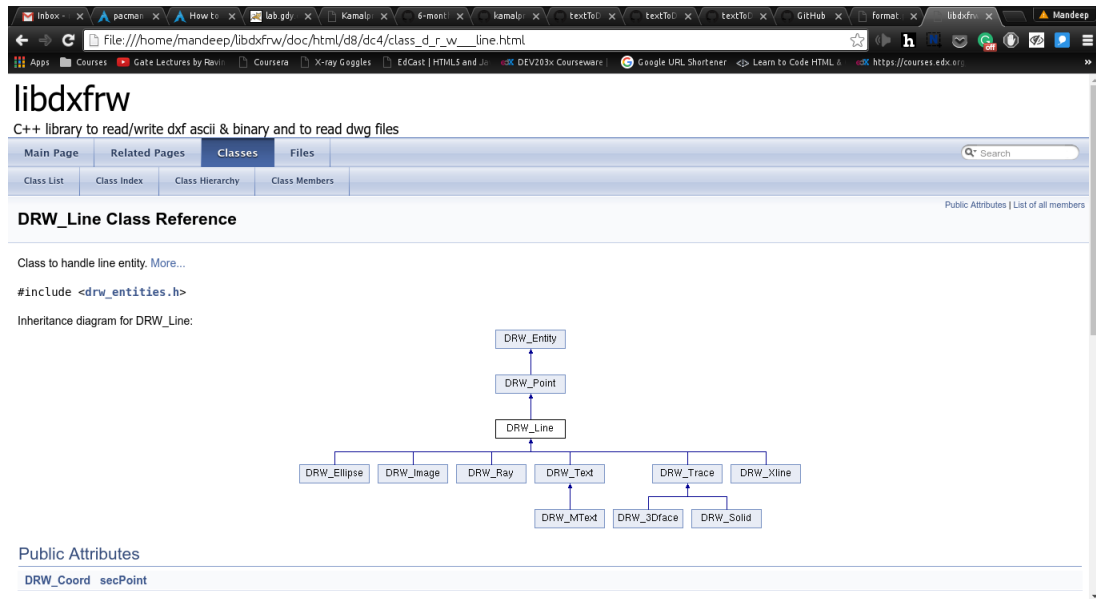 Inbox - pacman How to lab.gdy Kamalpr 6-month kamalpr textToD textToD textToD GitHub format libdxfrw Mandeep
file:///home/mandeep/libdxfrw/doc/html/d8/dc4/class_d_r_w___line.html
Apps Courses Gate Lectures by Ravin Coursera X-ray Goggles EdCast | HTML5 and Ja DEV203x Courseware | Google URL Shortener <> Learn to Code HTML & https://courses.edx.org »
libdxfrw
C++ library to read/write dxf ascii & binary and to read dwg files
Main Page Related Pages Classes Files Search
Class List Class Index Class Hierarchy Class Members
Public Attributes | List of all members
DRW_Line Class Reference
Class to handle line entity. More...
#include <drw_entities.h>
Inheritance diagram for DRW_Line:
DRW_Entity
DRW_Point
DRW_Line
DRW_Ellipse DRW_Image DRW_Ray DRW_Text DRW_Trace DRW_Xline
DRW_MText DRW_3Dface DRW_Solid
Public Attributes
DRW_Coord secPoint